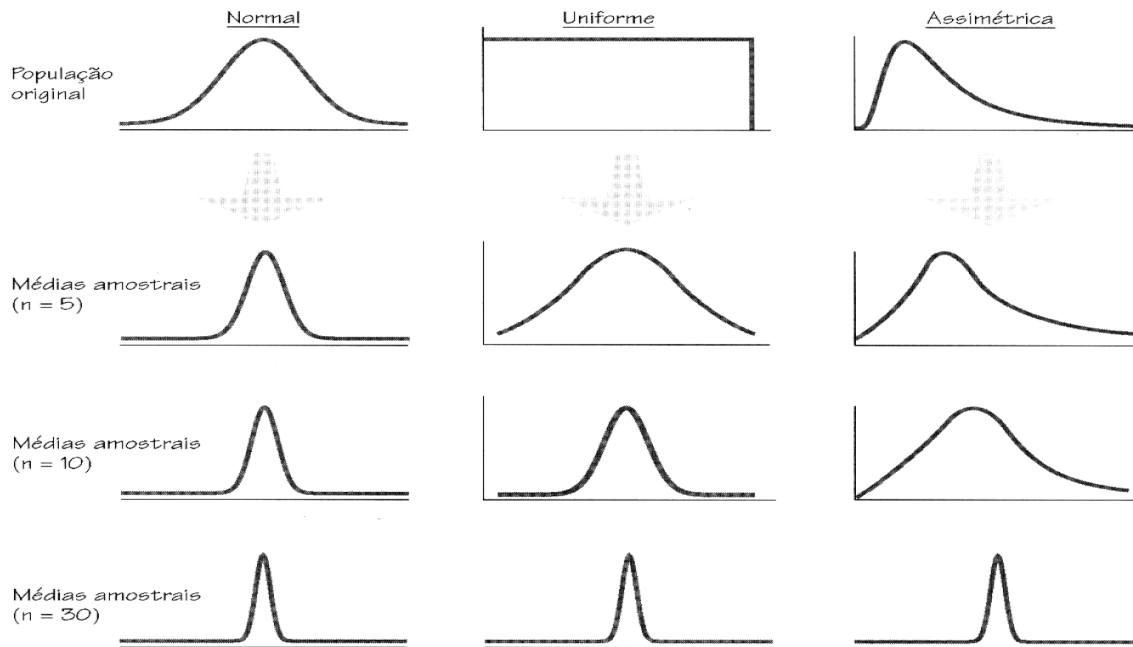 Normal
Uniforme
Assimétrica
População
original
Médias amostrais
(n = 5)
Médias amostrais
(n = 10)
Médias amostrais
(n = 30)